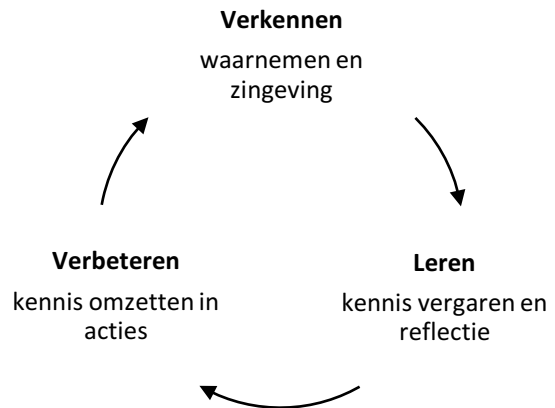 Verkennen
waarnemen en
zingeving
Verbeteren
kennis omzetten in
acties
Leren
kennis vergaren en
reflectie